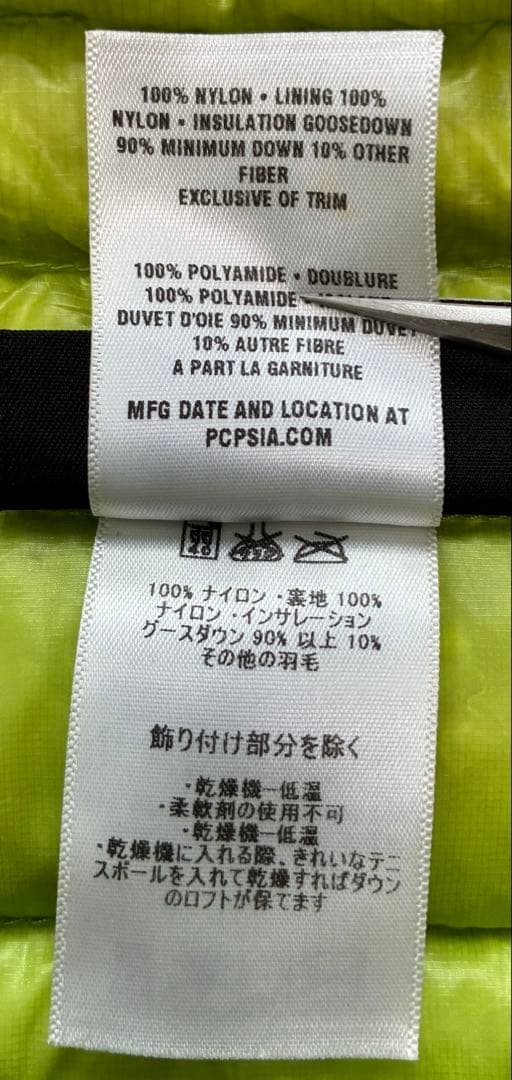 100% NYLON • LINING 100%
NYLON • INSULATION GOOSEDOWN
90% MINIMUM DOWN 10% OTHER
FIBER
EXCLUSIVE OF TRIM
100% POLYAMIDE • DOUBLURE
100% POLYAMIDE
DUVET D'OIE 90% MINIMUM DUVET
10% AUTRE FIBRE
A PART LA GARNITURE
MFG DATE AND LOCATION AT
PCPSIA.COM
100% ナイロン ・裏地 100%
ナイロン ・インサレーション
グースダウン 90% 以上 10%
その他の羽毛
飾り付け部分を除く
・乾燥機ー低温
・柔軟剤の使用不可
・乾燥機ー低温
・乾燥機に入れる際、きれいなテニ
スボールを入れて乾燥すればダウン
のロフトが保てます